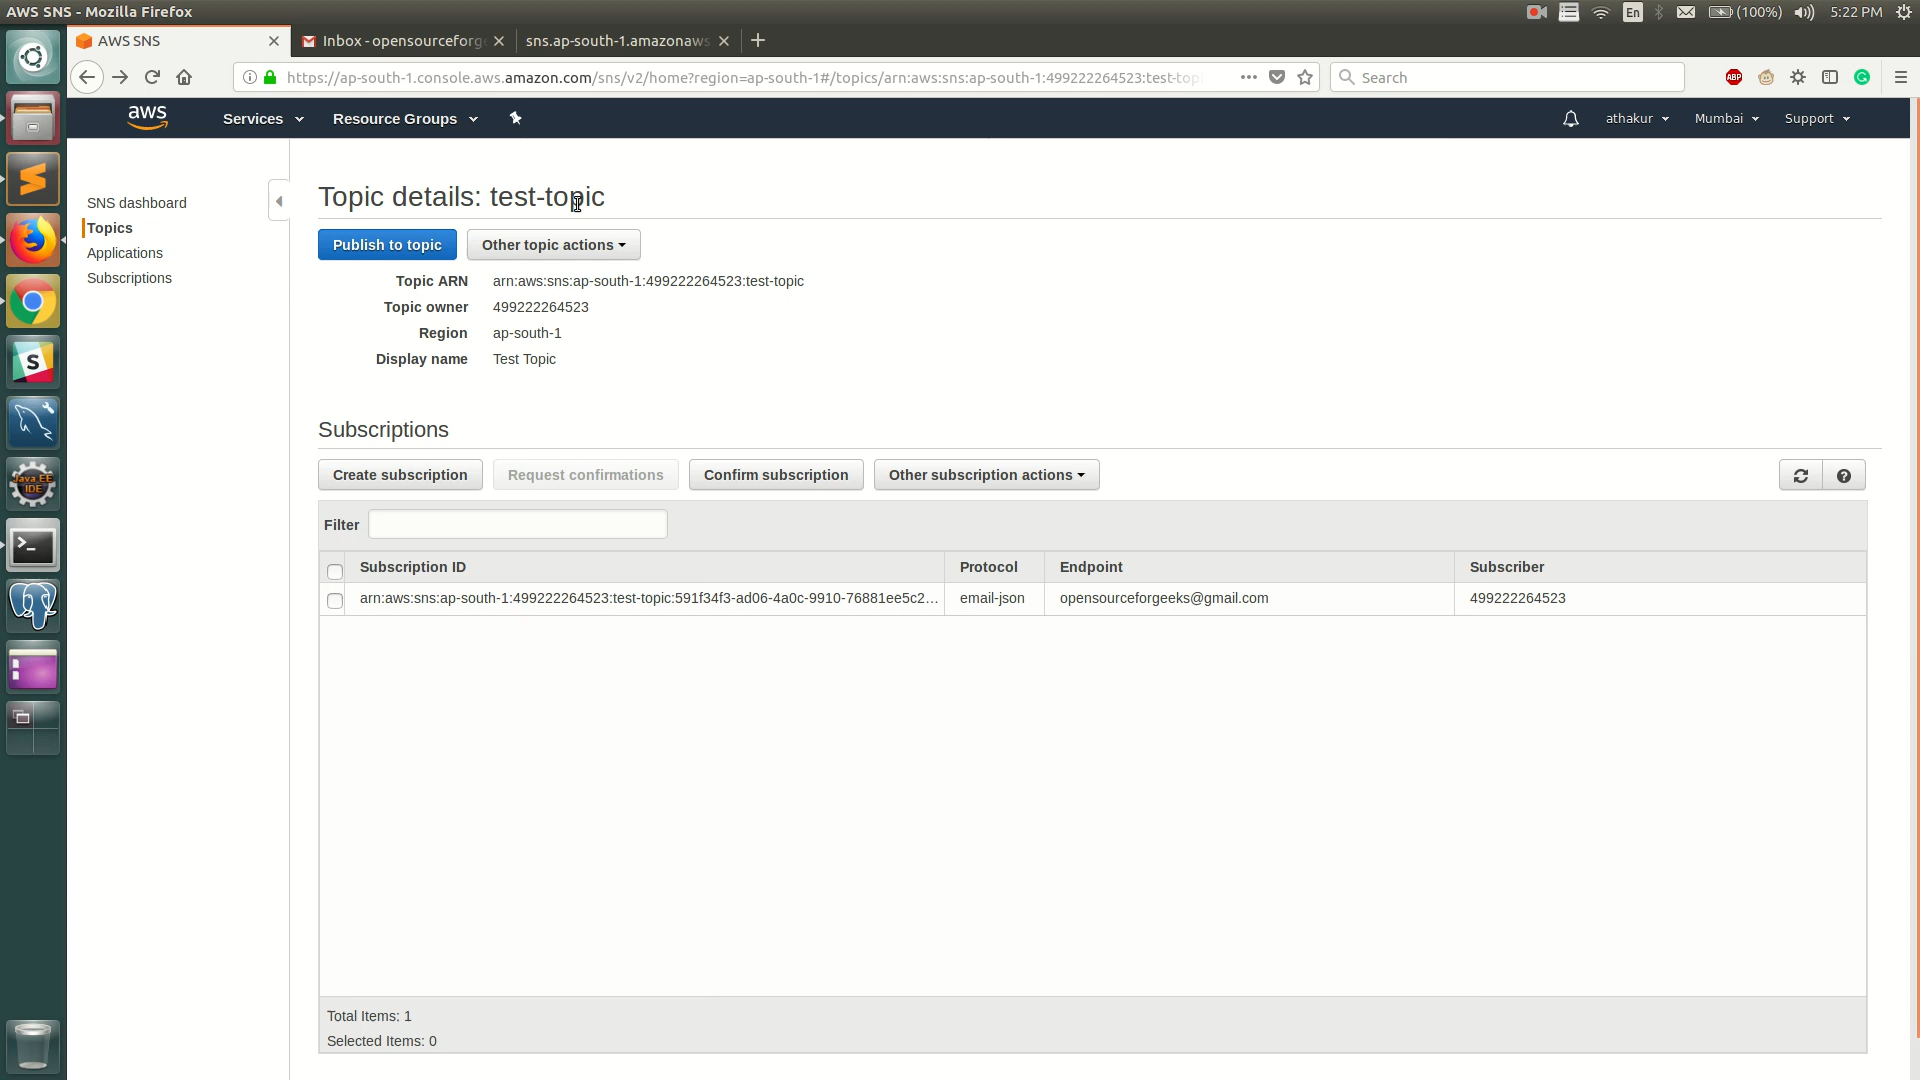 AWS SNS - Mozilla Firefox
En
(100%)
5:22 PM
AWS SNS
Inbox - opensourceforg
sns.ap-south-1.amazonaws
https://ap-south-1.console.aws.amazon.com/sns/v2/home?region=ap-south-1#/topics/arn:aws:sns:ap-south-1:499222264523:test-top
Search
ABP
aws
Services
Resource Groups
athakur
Mumbai
Support
SNS dashboard
Topics
Applications
Subscriptions
Topic details: test-topic
Publish to topic
Other topic actions
Topic ARN arn:aws:sns:ap-south-1:499222264523:test-topic
Topic owner 499222264523
Region ap-south-1
Display name Test Topic
Subscriptions
Create subscription
Request confirmations
Confirm subscription
Other subscription actions
Filter
Subscription ID Protocol Endpoint Subscriber
arn:aws:sns:ap-south-1:499222264523:test-topic:591f34f3-ad06-4a0c-9910-76881ee5c2... email-json opensourceforgeeks@gmail.com 499222264523
Total Items: 1
Selected Items: 0
S
Java EE
IDE